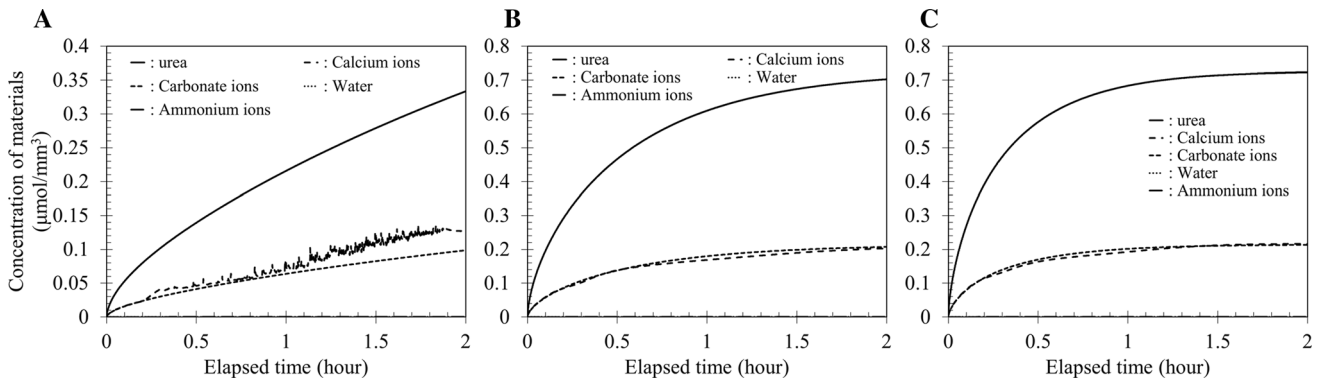 A
B
C
Concentration of materials
(μmol/mm³)
0.4
0.35
0.3
0.25
0.2
0.15
0.1
0.05
0
: urea
: Calcium ions
: Carbonate ions
: Water
: Ammonium ions
0 0.5 1 1.5 2
Elapsed time (hour)
0.8
0.7
0.6
0.5
0.4
0.3
0.2
0.1
0
: urea
: Calcium ions
: Carbonate ions
: Water
: Ammonium ions
0 0.5 1 1.5 2
Elapsed time (hour)
0.8
0.7
0.6
0.5
0.4
0.3
0.2
0.1
0
: urea
: Calcium ions
: Carbonate ions
: Water
: Ammonium ions
0 0.5 1 1.5 2
Elapsed time (hour)